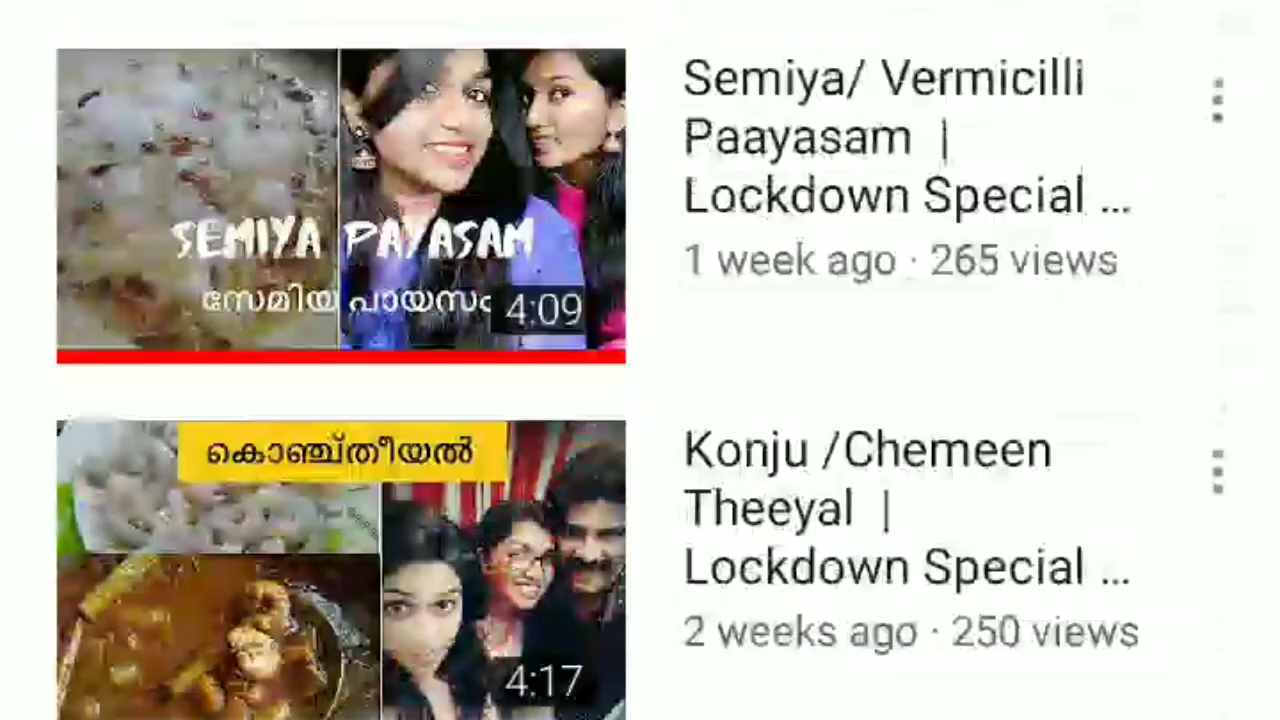 Semiya/ Vermicilli
Paayasam |
Lockdown Special ...
1 week ago · 265 views
SEMIYA PAYASAM
സേമിയ പായസം
4:09
Konju /Chemeen
Theeyal |
Lockdown Special ...
2 weeks ago · 250 views
കൊഞ്ച്തീയൽ
4:17